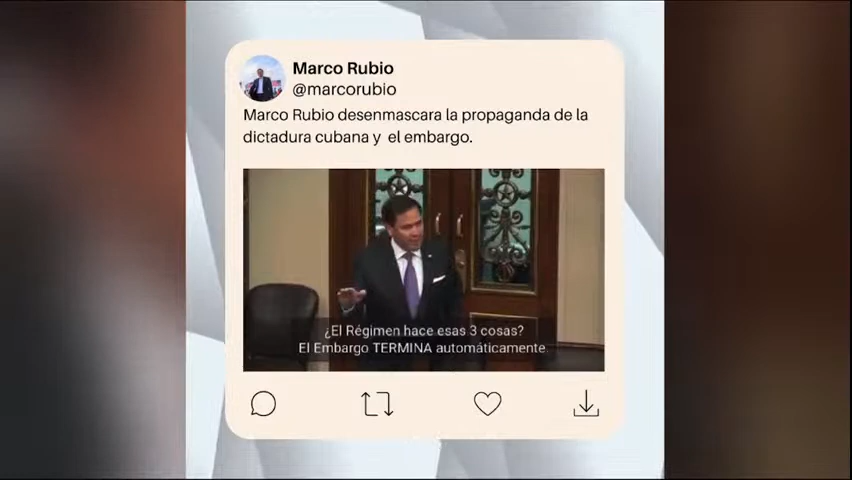 Marco Rubio
@marcorubio
Marco Rubio desenmascara la propaganda de la
dictadura cubana y el embargo.
¿El Régimen hace esas 3 cosas?
El Embargo TERMINA automáticamente.